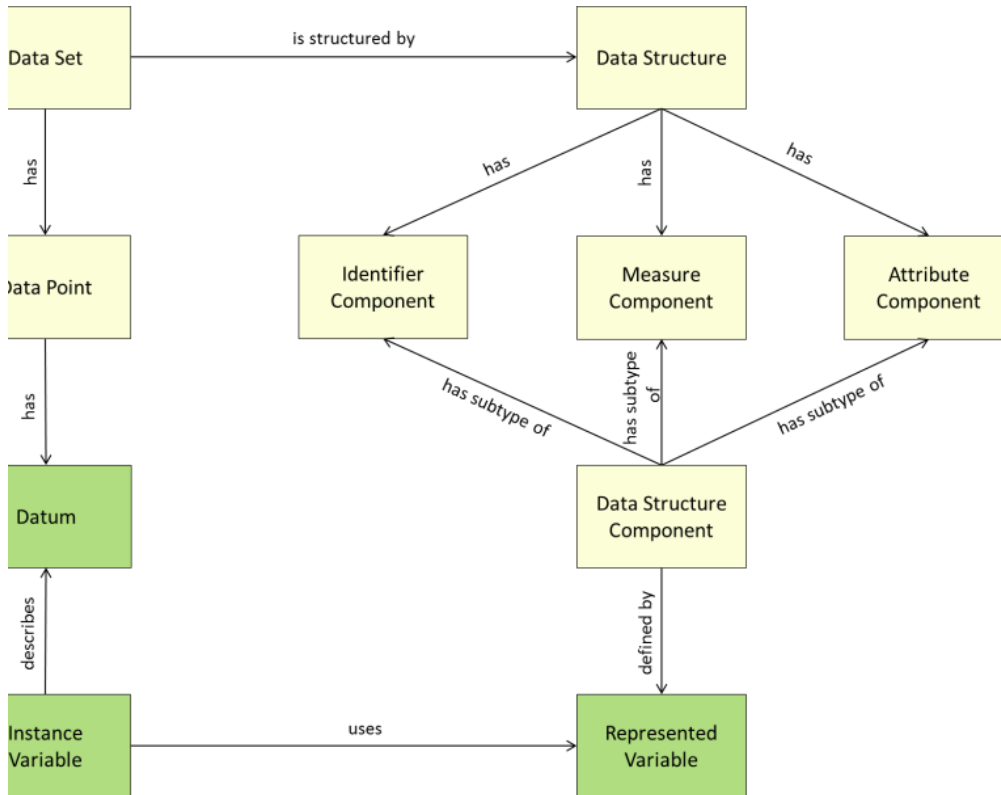 Data Set
is structured by
Data Structure
has
has
has
has
Data Point
Identifier
Component
Measure
Component
Attribute
Component
has
has subtype of
has subtype
of
has subtype of
Datum
Data Structure
Component
describes
defined by
Instance
Variable
uses
Represented
Variable